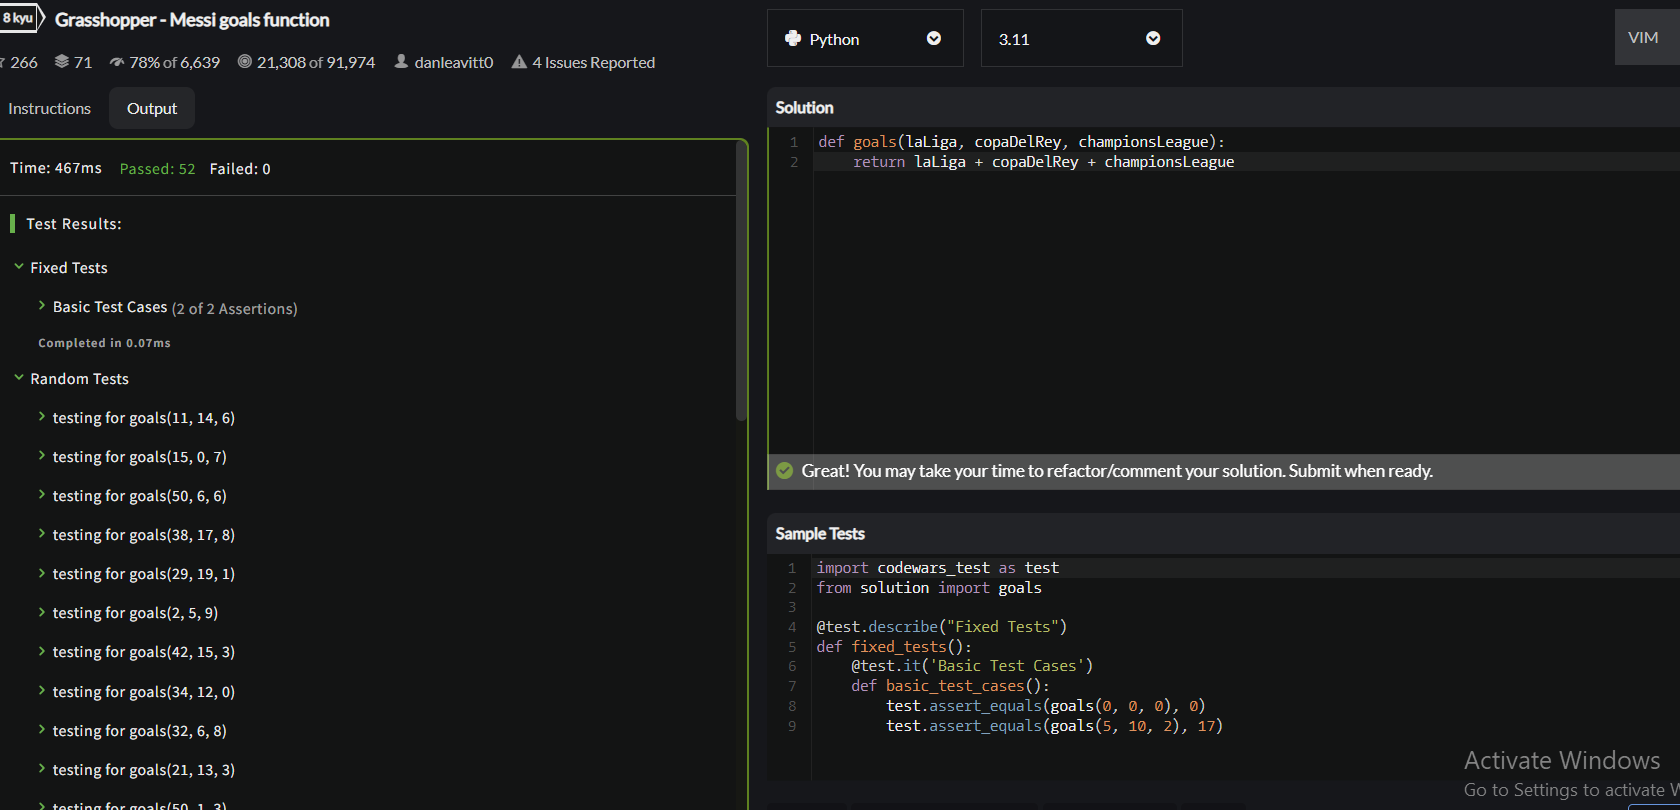 8 kyu Grasshopper - Messi goals function
266 71 78% of 6,639 21,308 of 91,974 danleavitt0 4 Issues Reported
Instructions Output
Time: 467ms Passed: 52 Failed: 0
Test Results:
Fixed Tests
Basic Test Cases (2 of 2 Assertions)
Completed in 0.07ms
Random Tests
testing for goals(11, 14, 6)
testing for goals(15, 0, 7)
testing for goals(50, 6, 6)
testing for goals(38, 17, 8)
testing for goals(29, 19, 1)
testing for goals(2, 5, 9)
testing for goals(42, 15, 3)
testing for goals(34, 12, 0)
testing for goals(32, 6, 8)
testing for goals(21, 13, 3)
testing for goals(50, 1, 3)
Python 3.11 VIM
Solution
1 def goals(laLiga, copaDelRey, championsLeague):
2 return laLiga + copaDelRey + championsLeague
Great! You may take your time to refactor/comment your solution. Submit when ready.
Sample Tests
1 import codewars_test as test
2 from solution import goals
3
4 @test.describe("Fixed Tests")
5 def fixed_tests():
6 @test.it('Basic Test Cases')
7 def basic_test_cases():
8 test.assert_equals(goals(0, 0, 0), 0)
9 test.assert_equals(goals(5, 10, 2), 17)
Activate Windows
Go to Settings to activate W